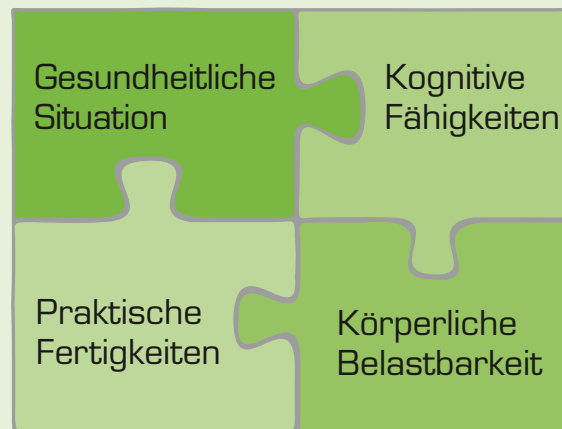 Gesundheitliche
Situation
Kognitive
Fähigkeiten
Praktische
Fertigkeiten
Körperliche
Belastbarkeit